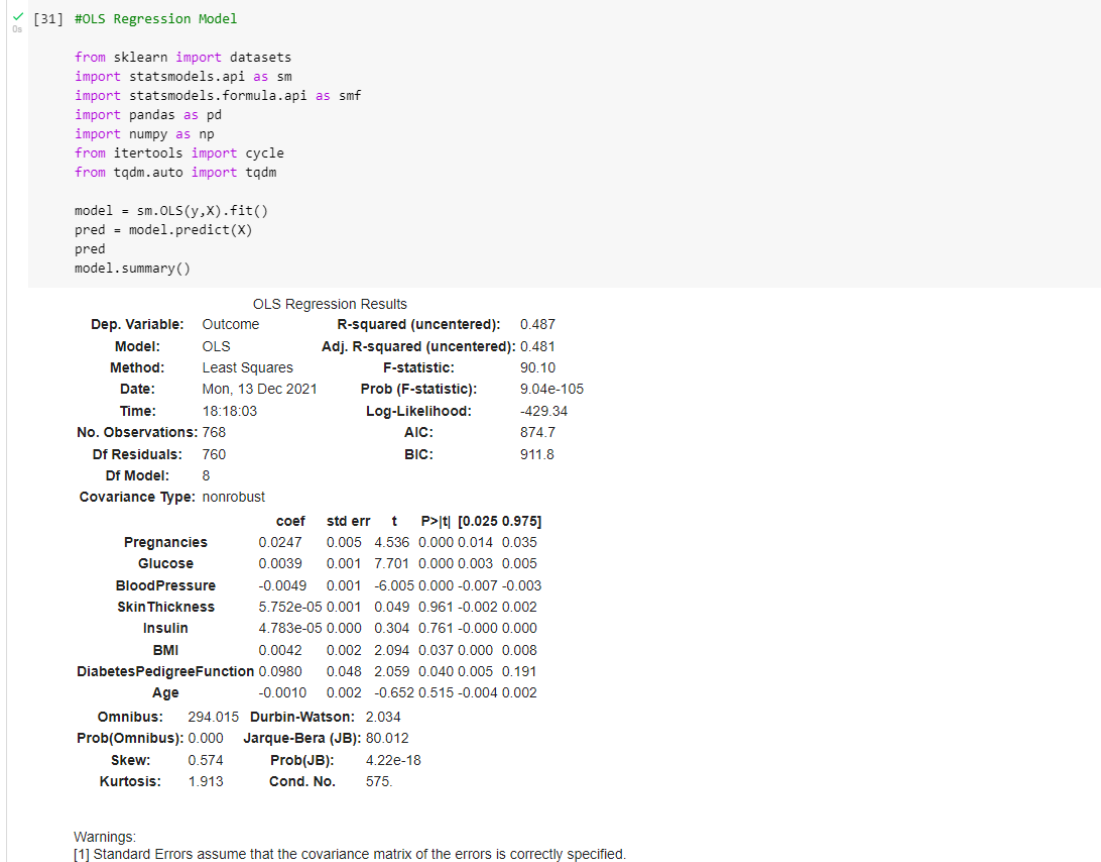 [31] #OLS Regression Model
0s
from sklearn import datasets
import statsmodels.api as sm
import statsmodels.formula.api as smf
import pandas as pd
import numpy as np
from itertools import cycle
from tqdm.auto import tqdm
model = sm.OLS(y,X).fit()
pred = model.predict(X)
pred
model.summary()
OLS Regression Results
Dep. Variable: Outcome R-squared (uncentered): 0.487
Model: OLS Adj. R-squared (uncentered): 0.481
Method: Least Squares F-statistic: 90.10
Date: Mon, 13 Dec 2021 Prob (F-statistic): 9.04e-105
Time: 18:18:03 Log-Likelihood: -429.34
No. Observations: 768 AIC: 874.7
Df Residuals: 760 BIC: 911.8
Df Model: 8
Covariance Type: nonrobust
coef std err t P>|t| [0.025 0.975]
Pregnancies 0.0247 0.005 4.536 0.000 0.014 0.035
Glucose 0.0039 0.001 7.701 0.000 0.003 0.005
BloodPressure -0.0049 0.001 -6.005 0.000 -0.007 -0.003
SkinThickness 5.752e-05 0.001 0.049 0.961 -0.002 0.002
Insulin 4.783e-05 0.000 0.304 0.761 -0.000 0.000
BMI 0.0042 0.002 2.094 0.037 0.000 0.008
DiabetesPedigreeFunction 0.0980 0.048 2.059 0.040 0.005 0.191
Age -0.0010 0.002 -0.652 0.515 -0.004 0.002
Omnibus: 294.015 Durbin-Watson: 2.034
Prob(Omnibus): 0.000 Jarque-Bera (JB): 80.012
Skew: 0.574 Prob(JB): 4.22e-18
Kurtosis: 1.913 Cond. No. 575.
Warnings:
[1] Standard Errors assume that the covariance matrix of the errors is correctly specified.